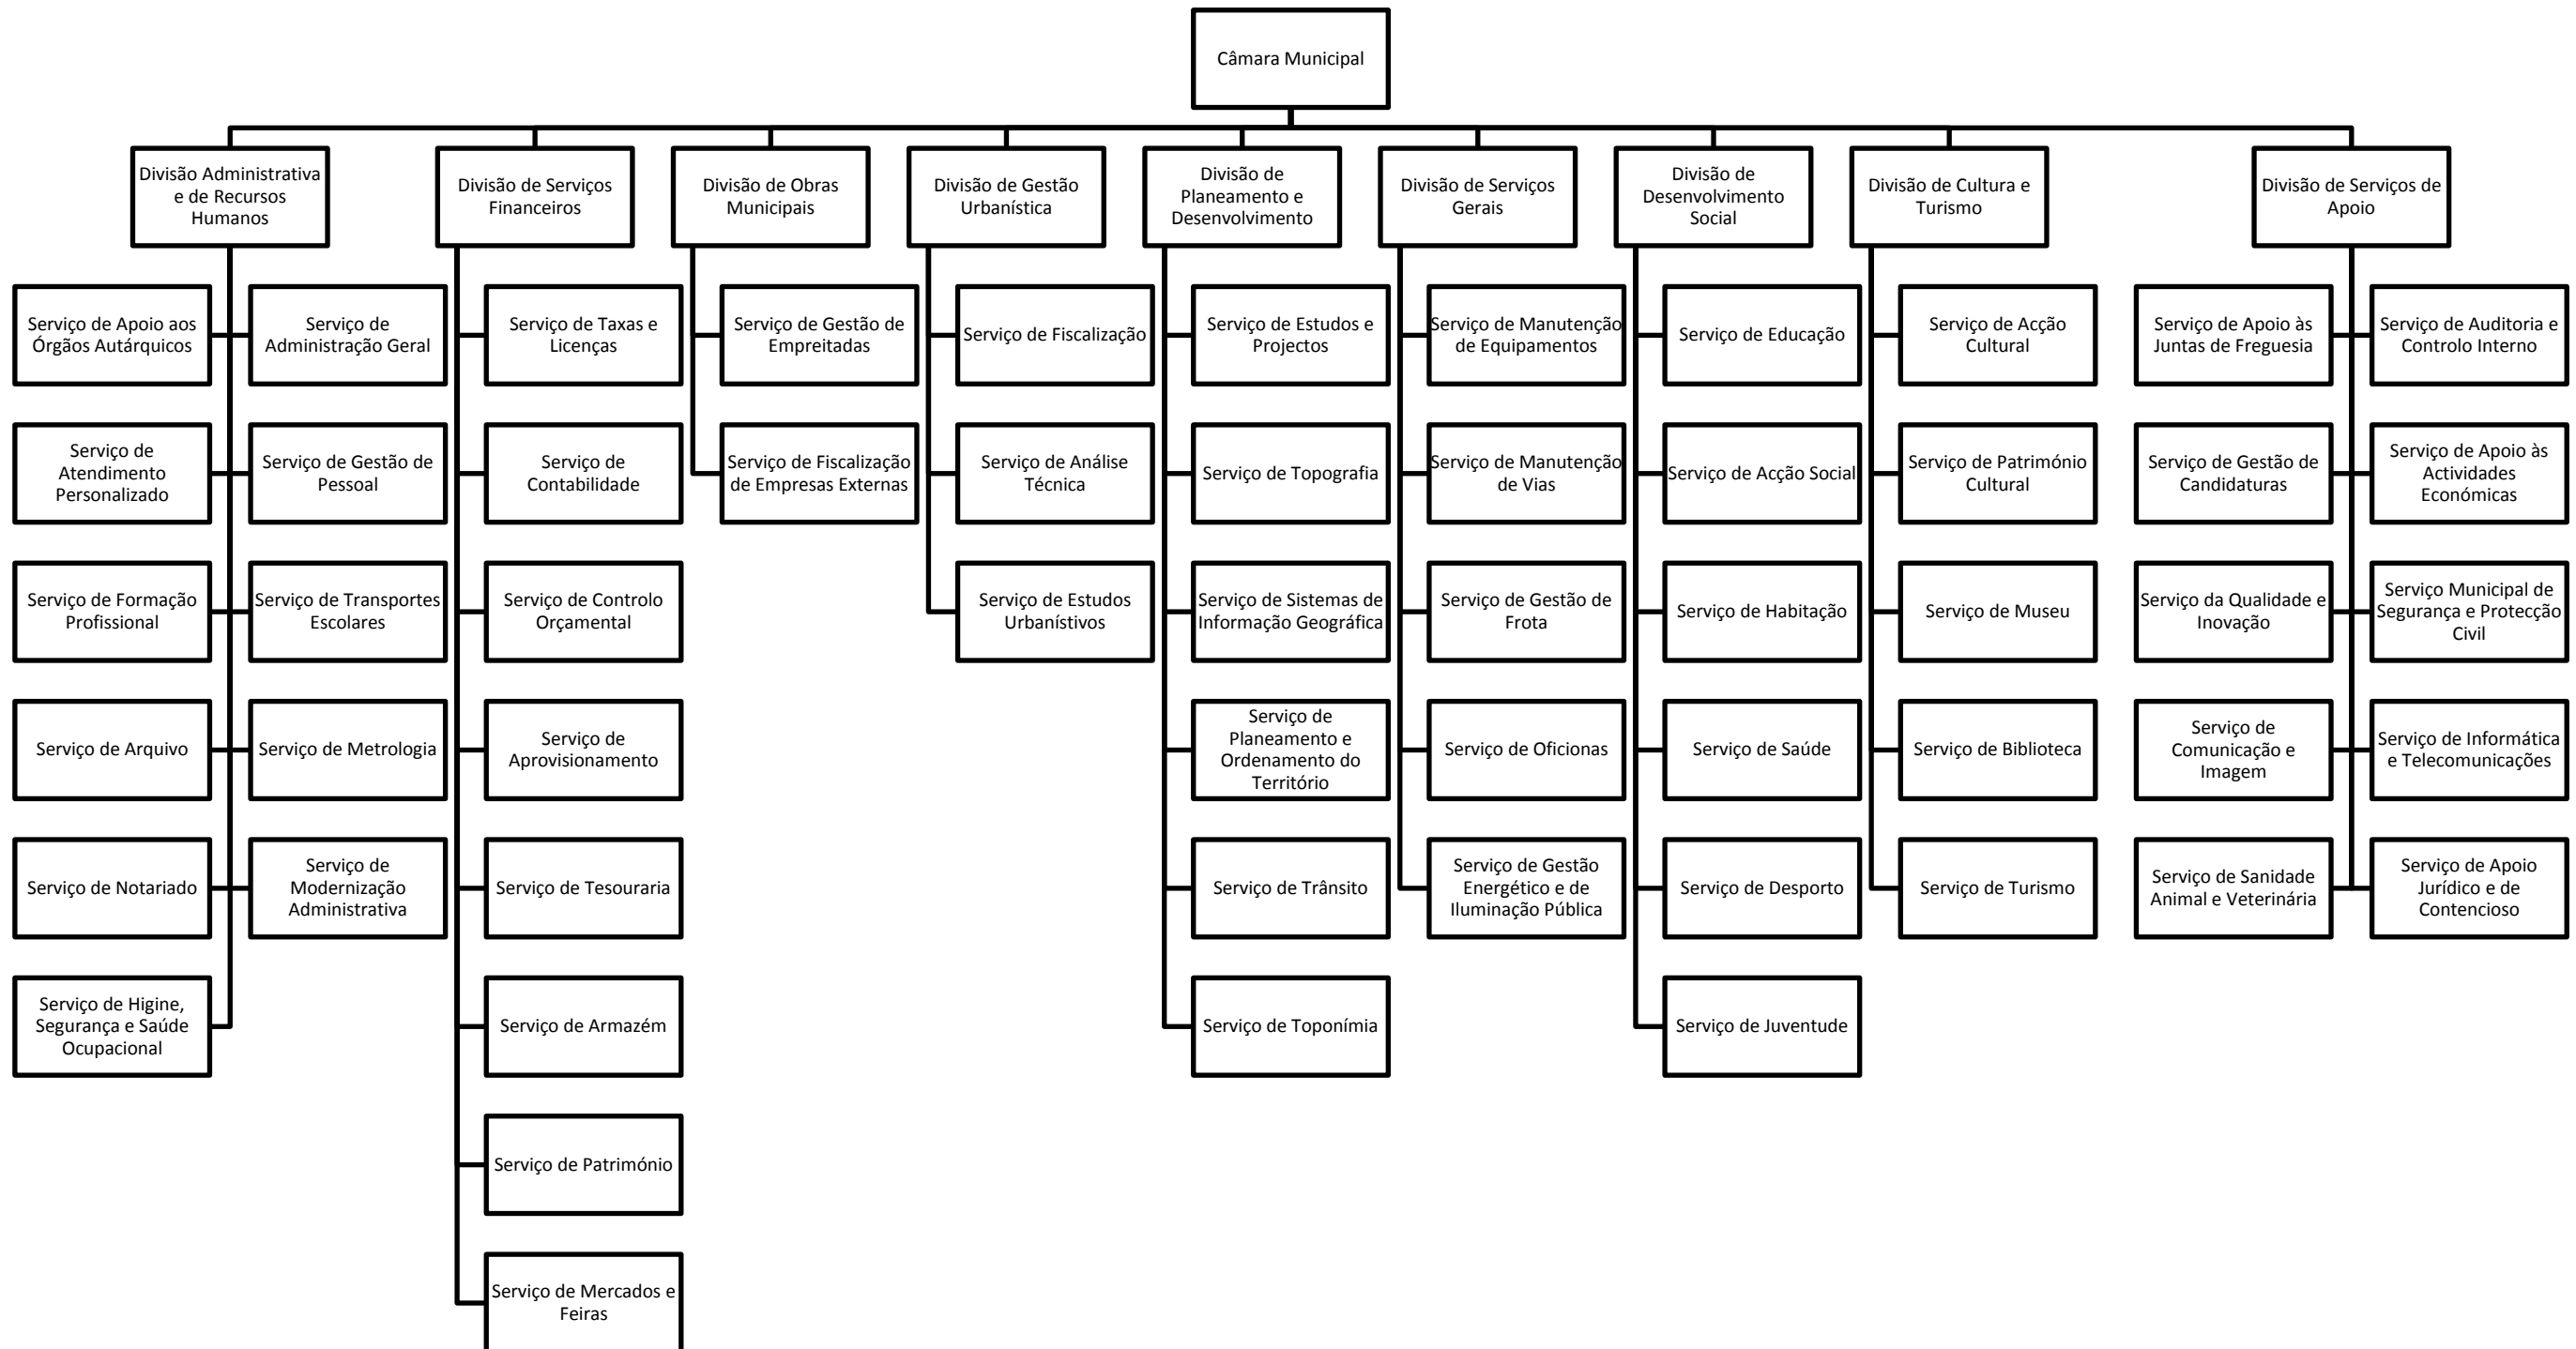 Câmara Municipal
Divisão Administrativa
e de Recursos
Humanos
Divisão de Serviços
Financeiros
Divisão de Obras
Municipais
Divisão de Gestão
Urbanística
Divisão de
Planeamento e
Desenvolvimento
Divisão de Serviços
Gerais
Divisão de
Desenvolvimento
Social
Divisão de Cultura e
Turismo
Divisão de Serviços de
Apoio
Serviço de Apoio aos
Órgãos Autárquicos
Serviço de
Administração Geral
Serviço de Taxas e
Licenças
Serviço de Gestão de
Empreitadas
Serviço de Fiscalização
Serviço de Estudos e
Projectos
Serviço de Manutenção
de Equipamentos
Serviço de Educação
Serviço de Acção
Cultural
Serviço de Apoio às
Juntas de Freguesia
Serviço de Auditoria e
Controlo Interno
Serviço de
Atendimento
Personalizado
Serviço de Gestão de
Pessoal
Serviço de
Contabilidade
Serviço de Fiscalização
de Empresas Externas
Serviço de Análise
Técnica
Serviço de Topografia
Serviço de Manutenção
de Vias
Serviço de Acção Social
Serviço de Património
Cultural
Serviço de Gestão de
Candidaturas
Serviço de Apoio às
Actividades
Económicas
Serviço de Formação
Profissional
Serviço de Transportes
Escolares
Serviço de Controlo
Orçamental
Serviço de Estudos
Urbanístivos
Serviço de Sistemas de
Informação Geográfica
Serviço de Gestão de
Frota
Serviço de Habitação
Serviço de Museu
Serviço da Qualidade e
Inovação
Serviço Municipal de
Segurança e Protecção
Civil
Serviço de Arquivo
Serviço de Metrologia
Serviço de
Aprovisionamento
Serviço de
Planeamento e
Ordenamento do
Território
Serviço de Oficionas
Serviço de Saúde
Serviço de Biblioteca
Serviço de
Comunicação e
Imagem
Serviço de Informática
e Telecomunicações
Serviço de Notariado
Serviço de
Modernização
Administrativa
Serviço de Tesouraria
Serviço de Trânsito
Serviço de Gestão
Energético e de
Iluminação Pública
Serviço de Desporto
Serviço de Turismo
Serviço de Sanidade
Animal e Veterinária
Serviço de Apoio
Jurídico e de
Contencioso
Serviço de Higine,
Segurança e Saúde
Ocupacional
Serviço de Armazém
Serviço de Toponímia
Serviço de Juventude
Serviço de Património
Serviço de Mercados e
Feiras